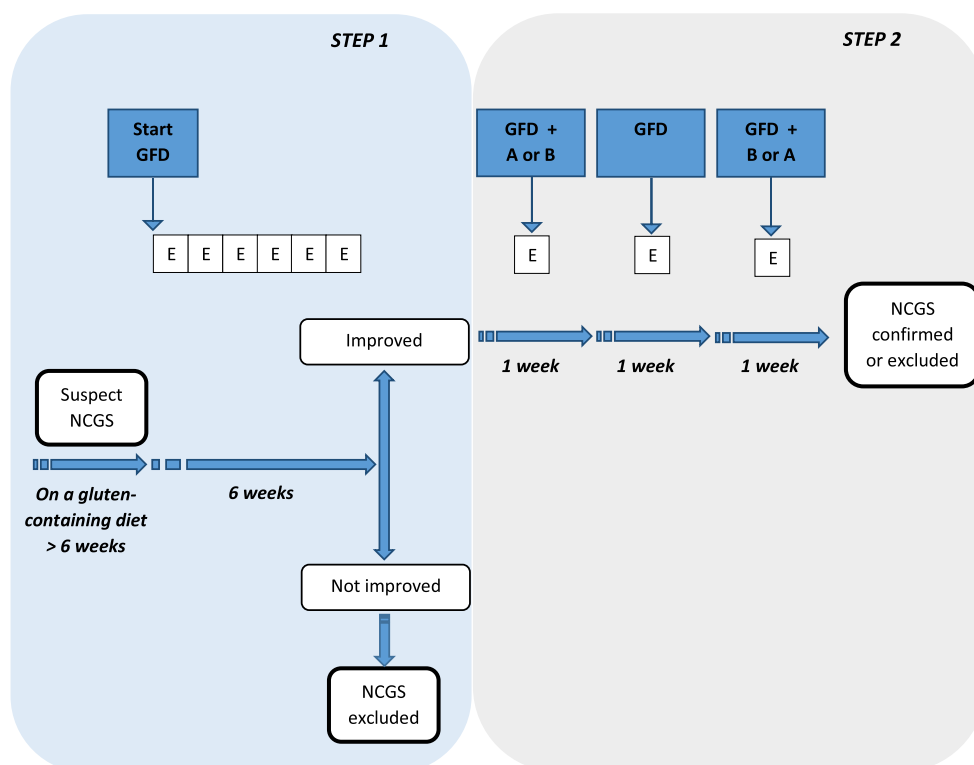 STEP 1
Start
GFD
E E E E E E
Improved
Suspect
NCGS
On a gluten-
containing diet
> 6 weeks
6 weeks
Not improved
NCGS
excluded
STEP 2
GFD +
A or B
GFD
GFD +
B or A
E
E
E
1 week
1 week
1 week
NCGS
confirmed
or excluded